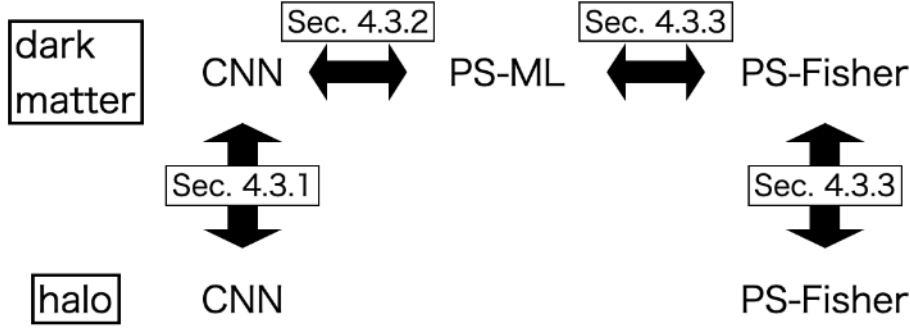 Sec. 4.3.2
Sec. 4.3.3
dark
matter
CNN
PS-ML
PS-Fisher
Sec. 4.3.1
Sec. 4.3.3
halo
CNN
PS-Fisher